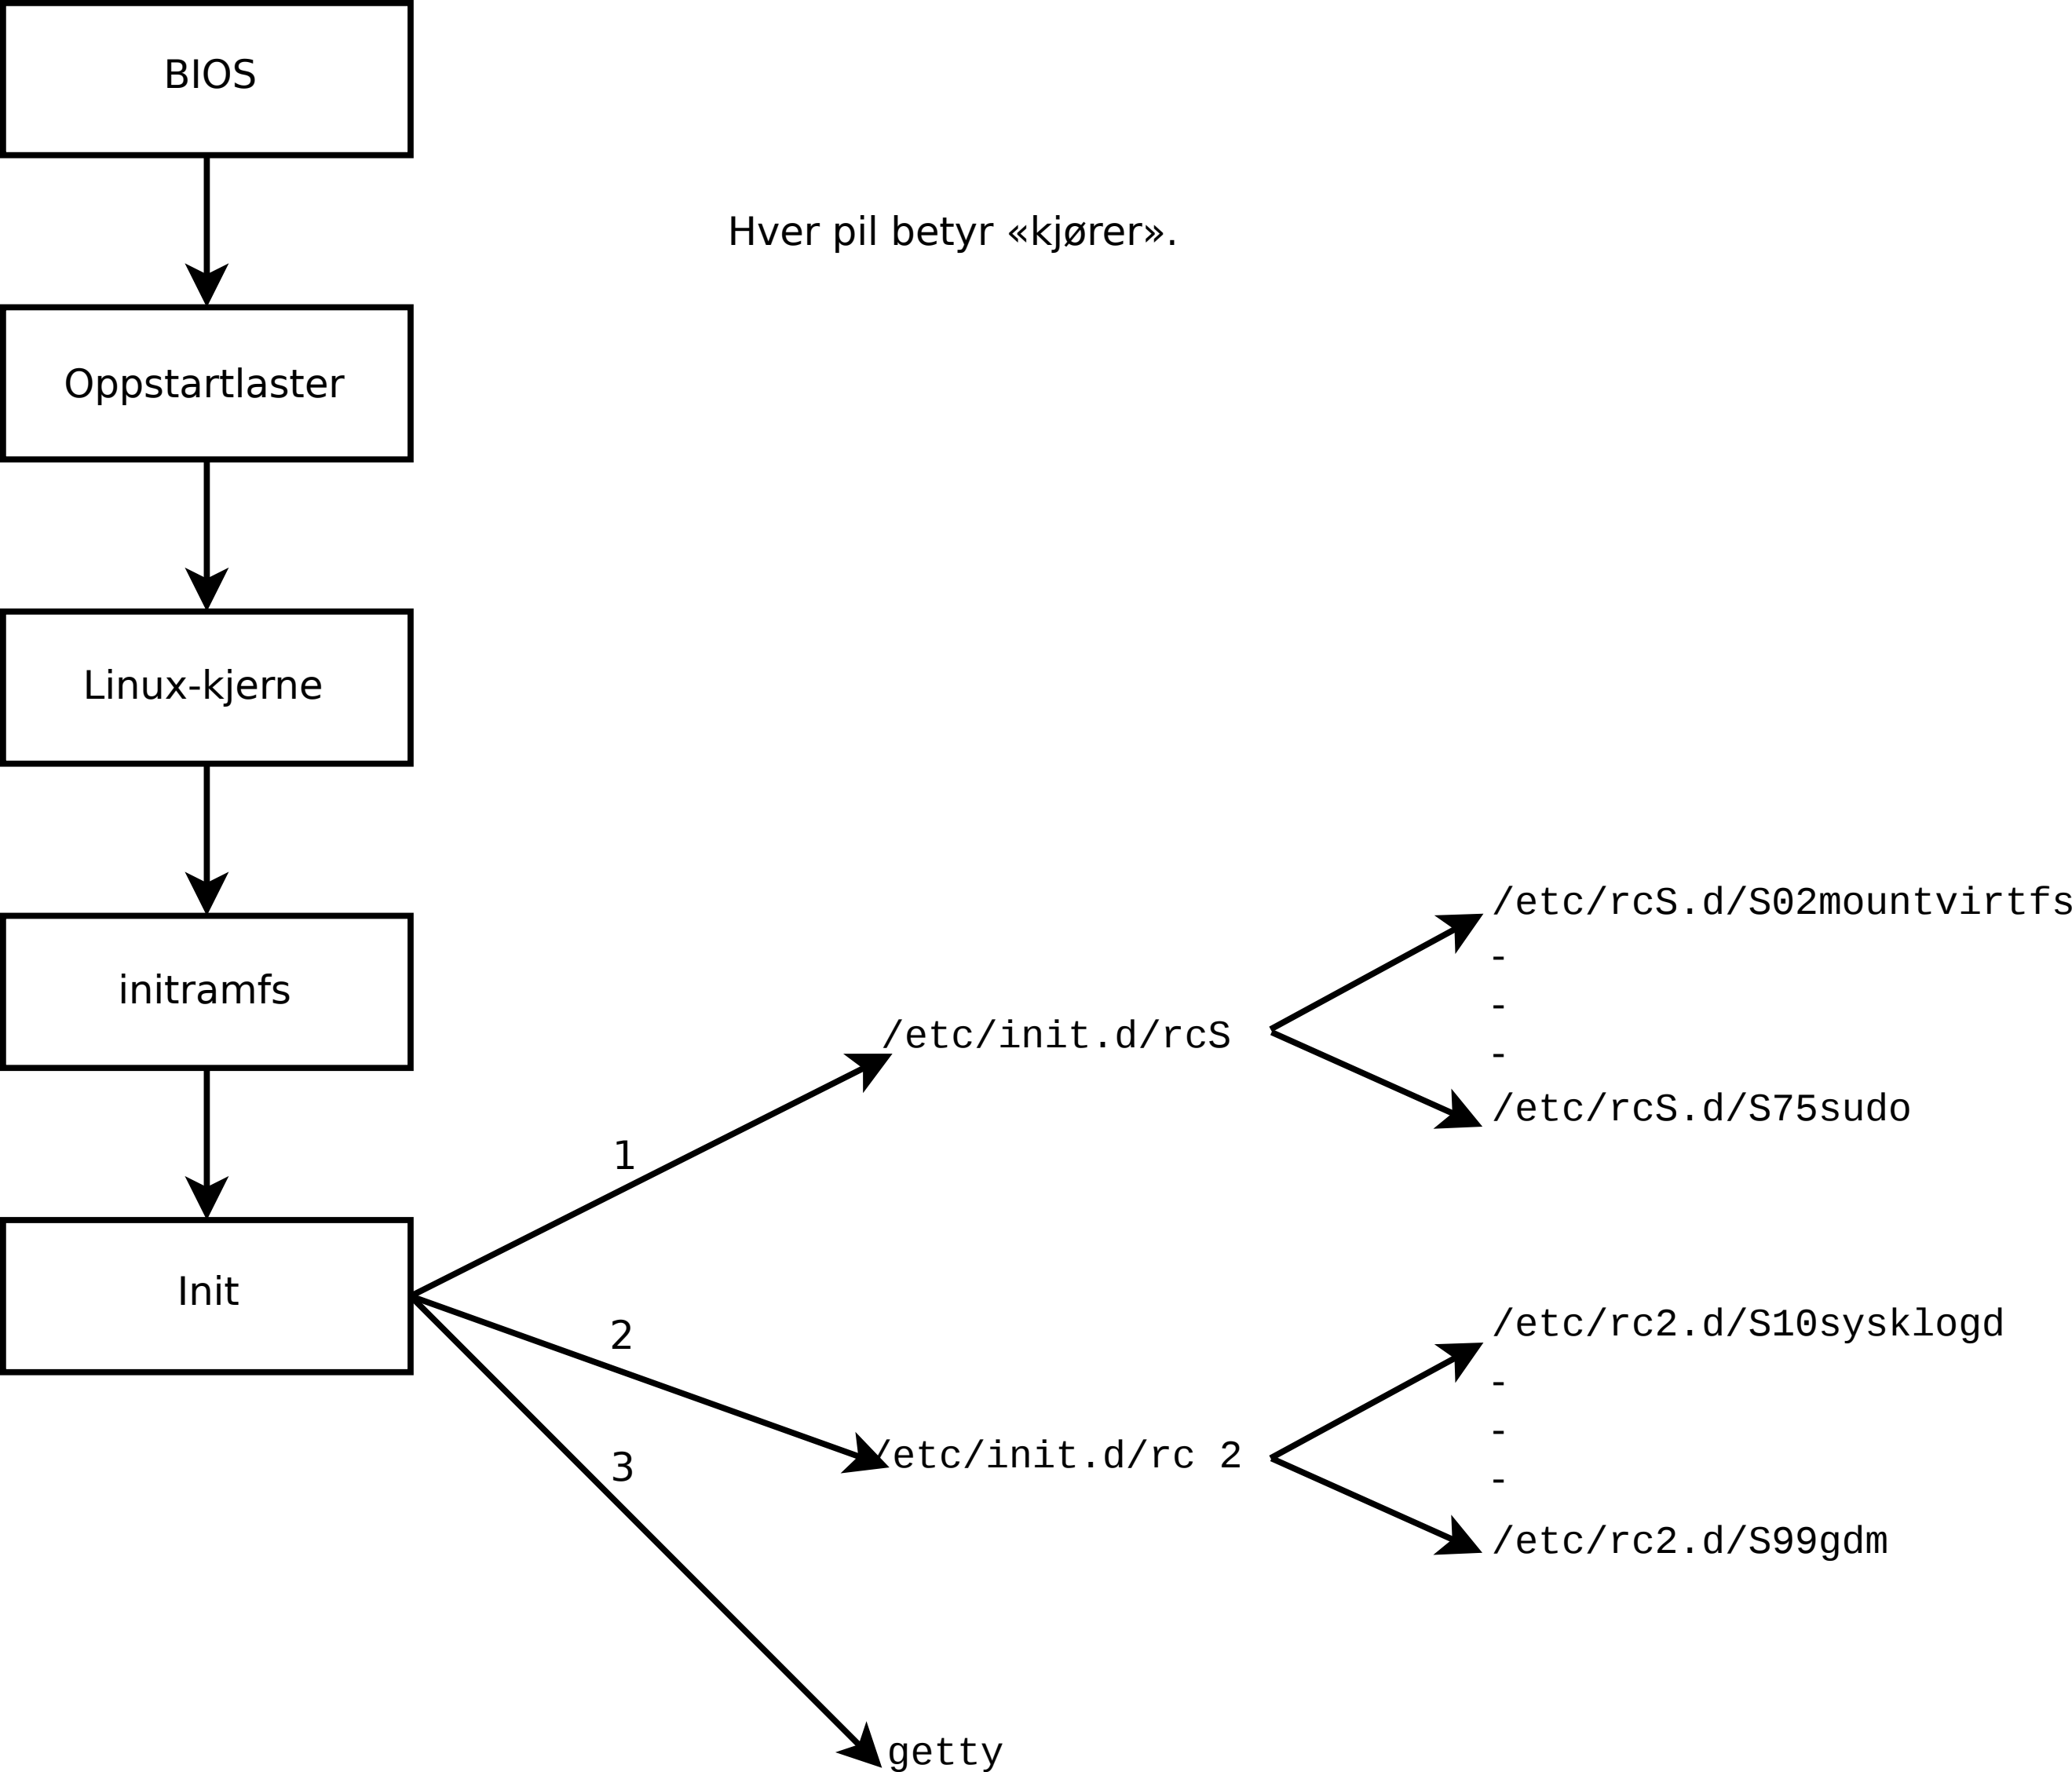 BIOS
Hver pil betyr «kjører».
Oppstartlaster
Linux-kjerne
initramfs
Init
1
/etc/init.d/rcS
/etc/rcS.d/S02mountvirtfs
-
-
-
/etc/rcS.d/S75sudo
2
/etc/init.d/rc 2
/etc/rc2.d/S10sysklogd
-
-
-
/etc/rc2.d/S99gdm
3
getty